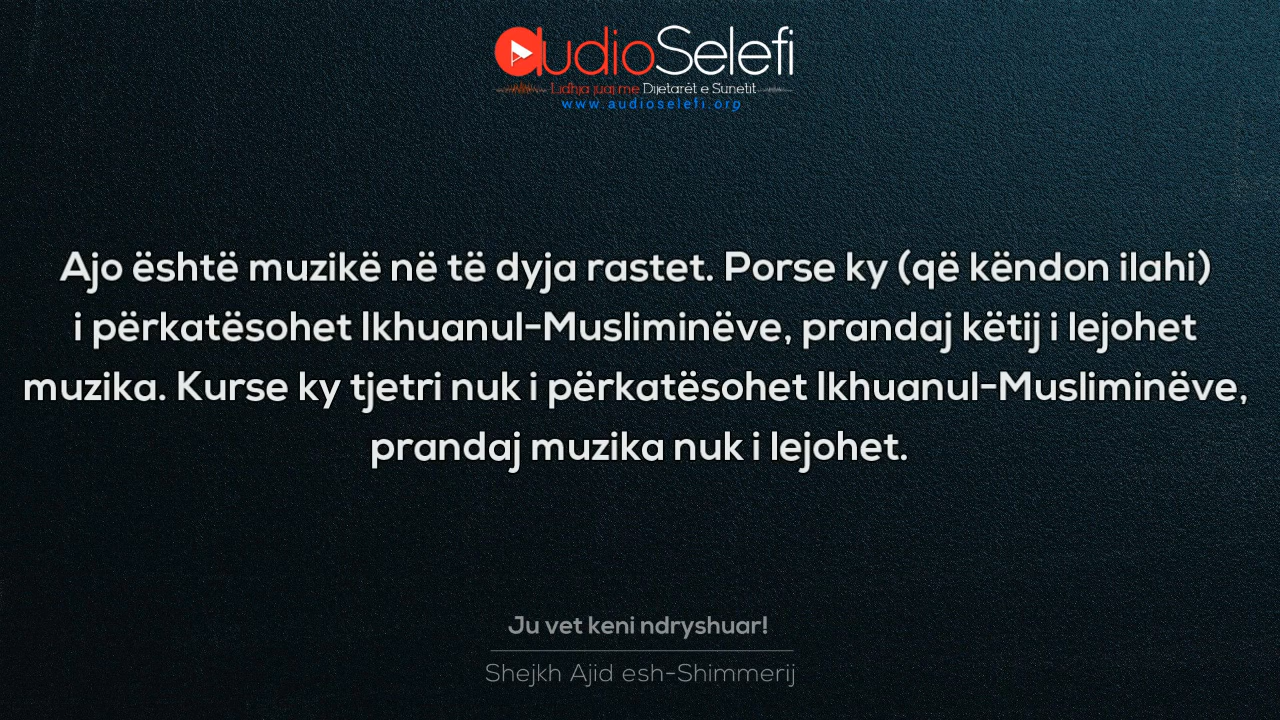 audioSelefi
Lidhja juaj me Dijetarët e Sunetit
www.audioselefi.org
Ajo është muzikë në të dyja rastet. Porse ky (që këndon ilahi)
i përkatësohet Ikhuanul-Musliminëve, prandaj këtij i lejohet
muzika. Kurse ky tjetri nuk i përkatësohet Ikhuanul-Musliminëve,
prandaj muzika nuk i lejohet.
Ju vet keni ndryshuar!
Shejkh Ajid esh-Shimmerij